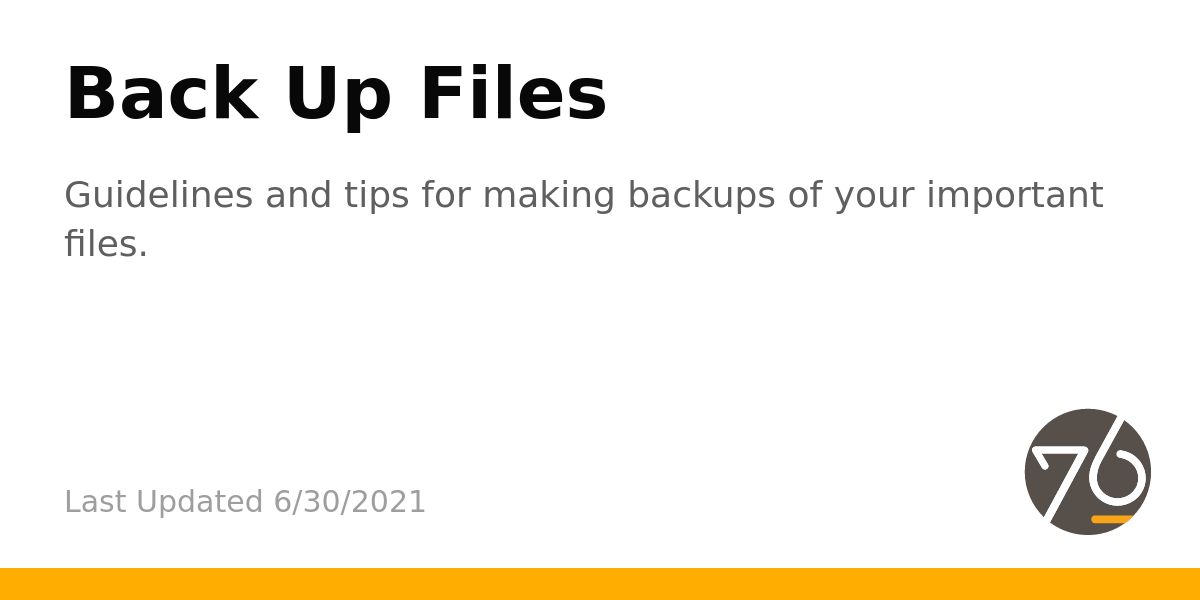 Back Up Files
Guidelines and tips for making backups of your important
files.
Last Updated 6/30/2021
76